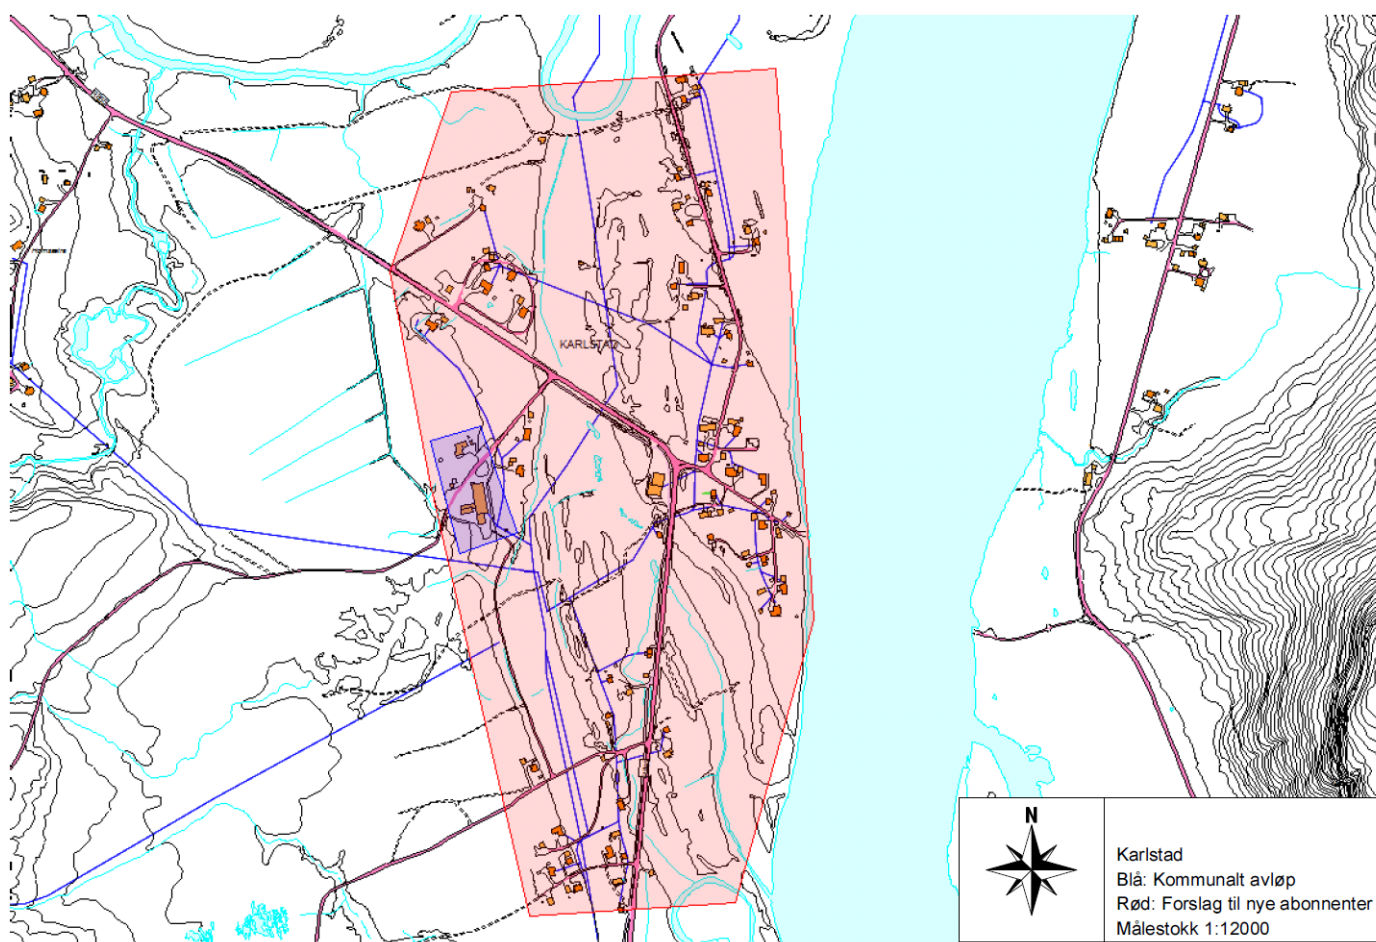 KARLSTAD
N
Karlstad
Blå: Kommunalt avløp
Rød: Forslag til nye abonnenter
Målestokk 1:12000